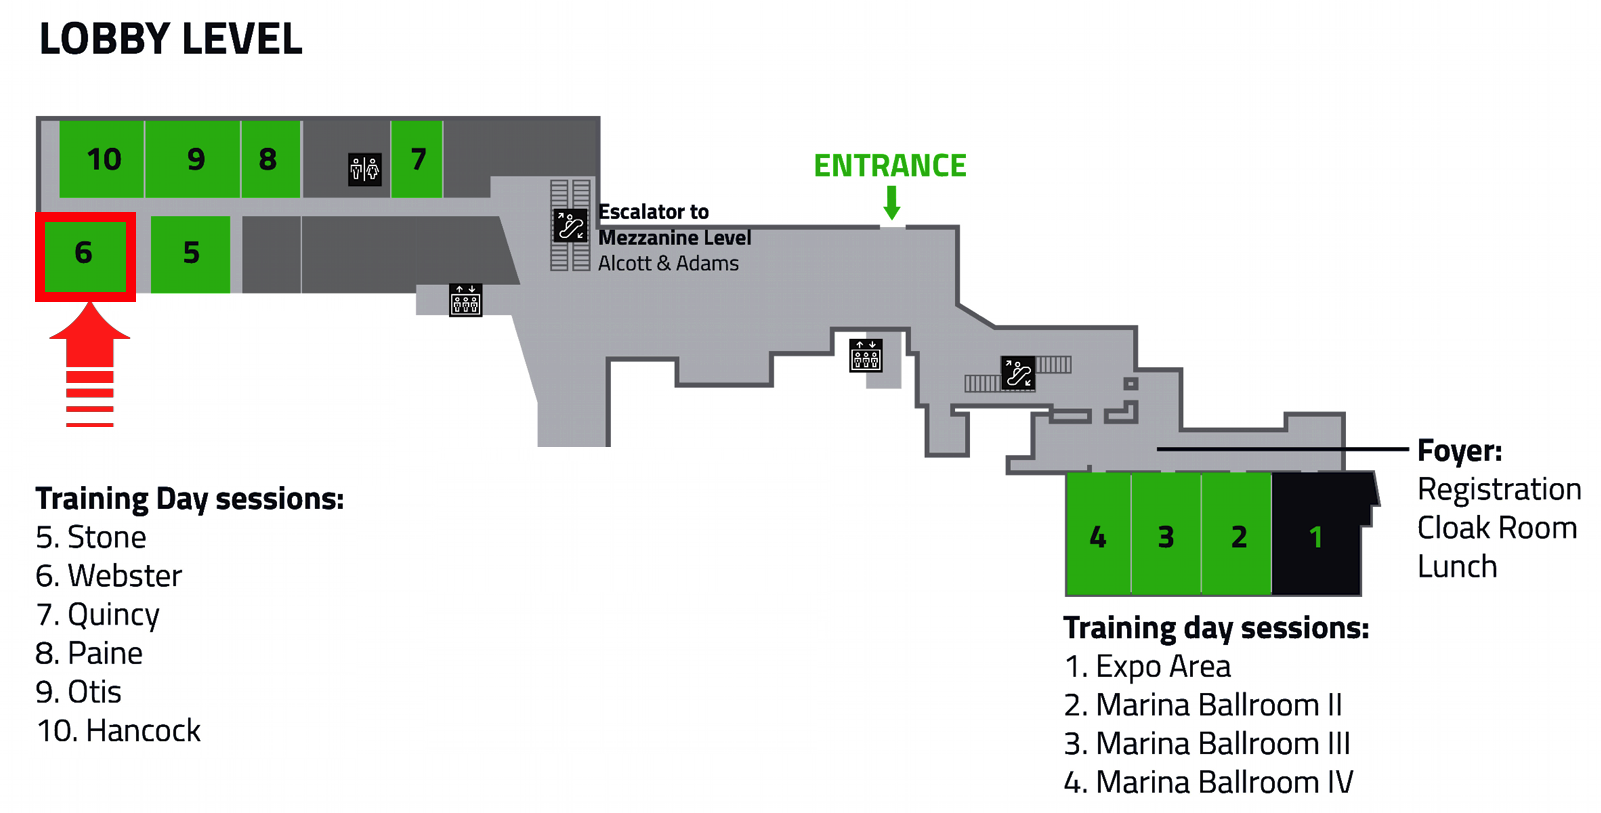 LOBBY LEVEL
10 9 8 7
ENTRANCE
6 5
Escalator to
Mezzanine Level
Alcott & Adams
Foyer:
Registration
Cloak Room
Lunch
4 3 2 1
Training Day sessions:
5. Stone
6. Webster
7. Quincy
8. Paine
9. Otis
10. Hancock
Training day sessions:
1. Expo Area
2. Marina Ballroom II
3. Marina Ballroom III
4. Marina Ballroom IV